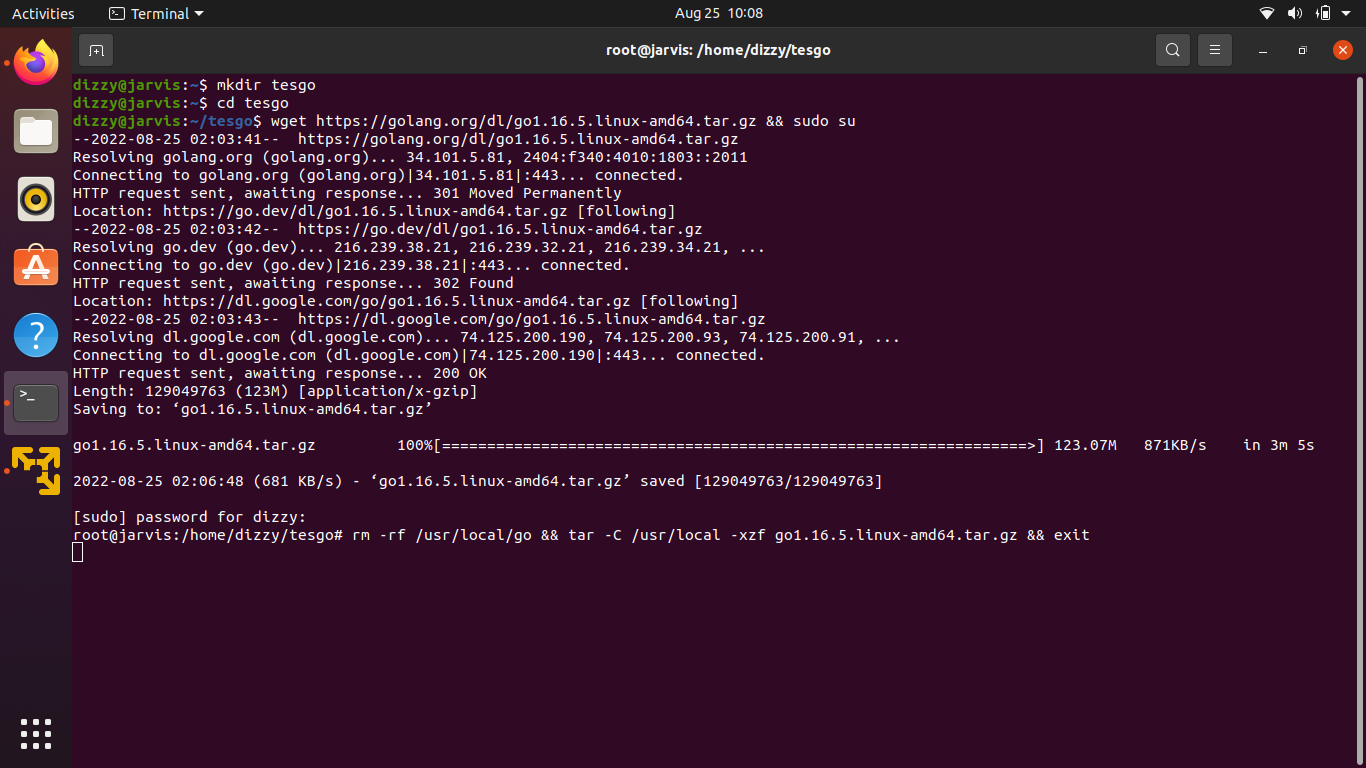 Activities Terminal Aug 25 10:08
root@jarvis: /home/dizzy/tesgo
dizzy@jarvis:~$ mkdir tesgo
dizzy@jarvis:~$ cd tesgo
dizzy@jarvis:~/tesgo$ wget https://golang.org/dl/go1.16.5.linux-amd64.tar.gz && sudo su
--2022-08-25 02:03:41--  https://golang.org/dl/go1.16.5.linux-amd64.tar.gz
Resolving golang.org (golang.org)... 34.101.5.81, 2404:f340:4010:1803::2011
Connecting to golang.org (golang.org)|34.101.5.81|:443... connected.
HTTP request sent, awaiting response... 301 Moved Permanently
Location: https://go.dev/dl/go1.16.5.linux-amd64.tar.gz [following]
--2022-08-25 02:03:42--  https://go.dev/dl/go1.16.5.linux-amd64.tar.gz
Resolving go.dev (go.dev)... 216.239.38.21, 216.239.32.21, 216.239.34.21, ...
Connecting to go.dev (go.dev)|216.239.38.21|:443... connected.
HTTP request sent, awaiting response... 302 Found
Location: https://dl.google.com/go/go1.16.5.linux-amd64.tar.gz [following]
--2022-08-25 02:03:43--  https://dl.google.com/go/go1.16.5.linux-amd64.tar.gz
Resolving dl.google.com (dl.google.com)... 74.125.200.190, 74.125.200.93, 74.125.200.91, ...
Connecting to dl.google.com (dl.google.com)|74.125.200.190|:443... connected.
HTTP request sent, awaiting response... 200 OK
Length: 129049763 (123M) [application/x-gzip]
Saving to: ‘go1.16.5.linux-amd64.tar.gz’
go1.16.5.linux-amd64.tar.gz         100%[=================================================================>] 123.07M   871KB/s    in 3m 5s
2022-08-25 02:06:48 (681 KB/s) - ‘go1.16.5.linux-amd64.tar.gz’ saved [129049763/129049763]
[sudo] password for dizzy:
root@jarvis:/home/dizzy/tesgo# rm -rf /usr/local/go && tar -C /usr/local -xzf go1.16.5.linux-amd64.tar.gz && exit